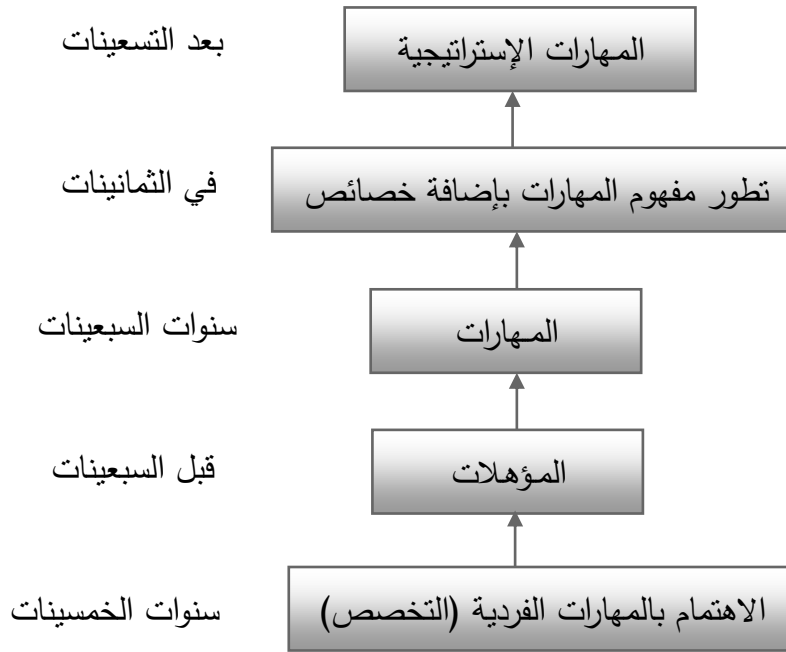 بعد التسعينات
المهارات الإستراتيجية
في الثمانينات
تطور مفهوم المهارات بإضافة خصائص
سنوات السبعينات
المهارات
قبل السبعينات
المؤهلات
سنوات الخمسينات
الاهتمام بالمهارات الفردية (التخصص)